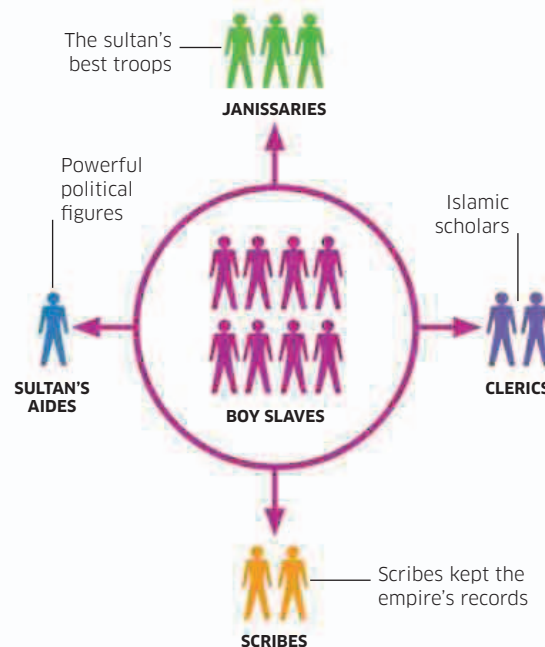 The sultan's
best troops
JANISSARIES
Powerful
political
figures
Islamic
scholars
SULTAN'S
AIDES
BOY SLAVES
CLERICS
Scribes kept the
empire's records
SCRIBES